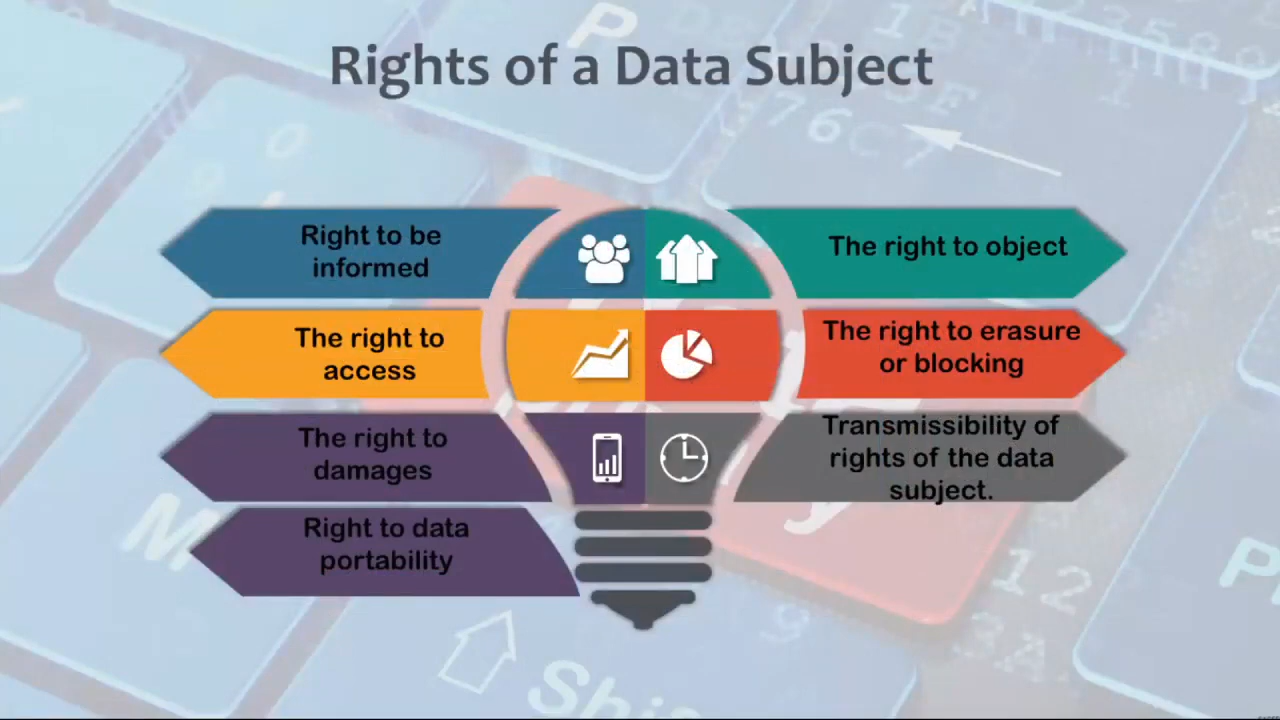 Rights of a Data Subject
Right to be
informed
The right to object
The right to
access
The right to erasure
or blocking
The right to
damages
Transmissibility of
rights of the data
subject.
Right to data
portability